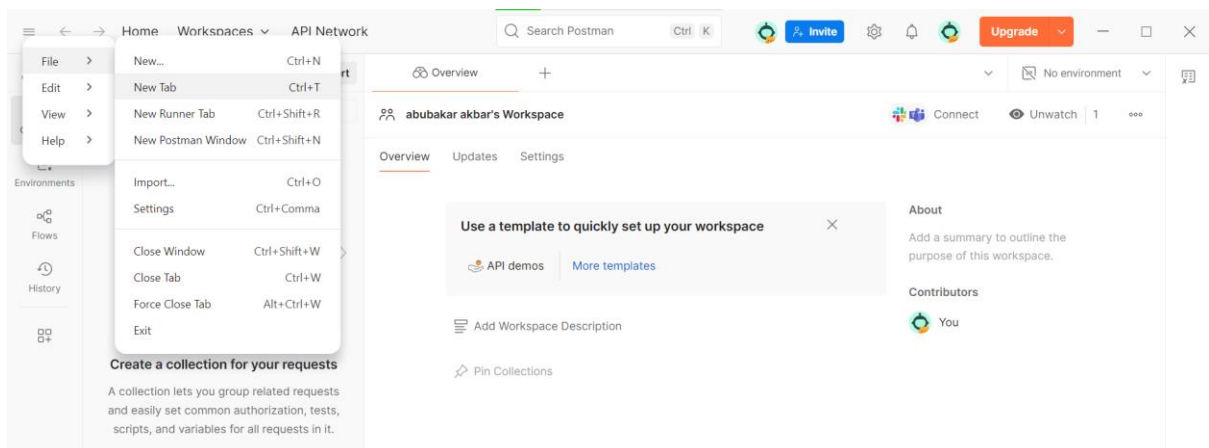 Home Workspaces API Network
Search Postman Ctrl K
Invite
Upgrade
File
Edit
View
Help
New... Ctrl+N
New Tab Ctrl+T
New Runner Tab Ctrl+Shift+R
New Postman Window Ctrl+Shift+N
Import... Ctrl+O
Settings Ctrl+Comma
Close Window Ctrl+Shift+W
Close Tab Ctrl+W
Force Close Tab Alt+Ctrl+W
Exit
Environments
Flows
History
Create a collection for your requests
A collection lets you group related requests
and easily set common authorization, tests,
scripts, and variables for all requests in it.
Overview
No environment
abubakar akbar's Workspace
Connect Unwatch 1
Overview Updates Settings
Use a template to quickly set up your workspace
API demos More templates
Add Workspace Description
Pin Collections
About
Add a summary to outline the
purpose of this workspace.
Contributors
You